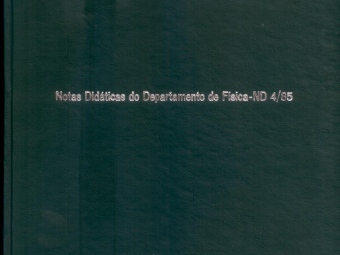 Notas Didáticas do Departamento de Física-ND 4/85